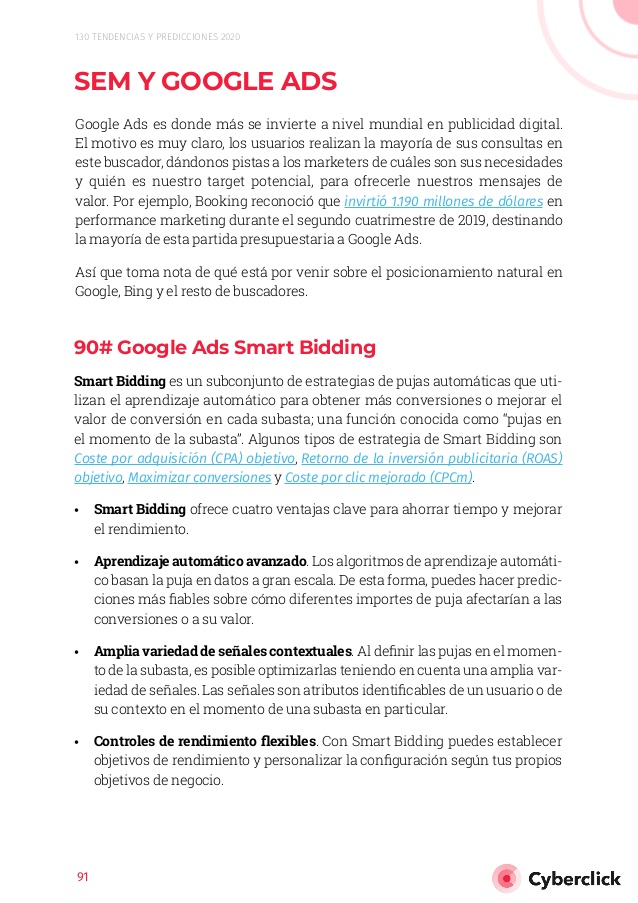 130 TENDENCIAS Y PREDICCIONES 2020
SEM Y GOOGLE ADS
Google Ads es donde más se invierte a nivel mundial en publicidad digital.
El motivo es muy claro, los usuarios realizan la mayoría de sus consultas en
este buscador, dándonos pistas a los marketers de cuáles son sus necesidades
y quién es nuestro target potencial, para ofrecerle nuestros mensajes de
valor. Por ejemplo, Booking reconoció que invirtió 1.190 millones de dólares en
performance marketing durante el segundo cuatrimestre de 2019, destinando
la mayoría de esta partida presupuestaria a Google Ads.
Así que toma nota de qué está por venir sobre el posicionamiento natural en
Google, Bing y el resto de buscadores.
90# Google Ads Smart Bidding
Smart Bidding es un subconjunto de estrategias de pujas automáticas que uti-
lizan el aprendizaje automático para obtener más conversiones o mejorar el
valor de conversión en cada subasta; una función conocida como “pujas en
el momento de la subasta”. Algunos tipos de estrategia de Smart Bidding son
Coste por adquisición (CPA) objetivo, Retorno de la inversión publicitaria (ROAS)
objetivo, Maximizar conversiones y Coste por clic mejorado (CPCm).
• Smart Bidding ofrece cuatro ventajas clave para ahorrar tiempo y mejorar
el rendimiento.
• Aprendizaje automático avanzado. Los algoritmos de aprendizaje automáti-
co basan la puja en datos a gran escala. De esta forma, puedes hacer predic-
ciones más fiables sobre cómo diferentes importes de puja afectarían a las
conversiones o a su valor.
• Amplia variedad de señales contextuales. Al definir las pujas en el momen-
to de la subasta, es posible optimizarlas teniendo en cuenta una amplia var-
iedad de señales. Las señales son atributos identificables de un usuario o de
su contexto en el momento de una subasta en particular.
• Controles de rendimiento flexibles. Con Smart Bidding puedes establecer
objetivos de rendimiento y personalizar la configuración según tus propios
objetivos de negocio.
91
Cyberclick